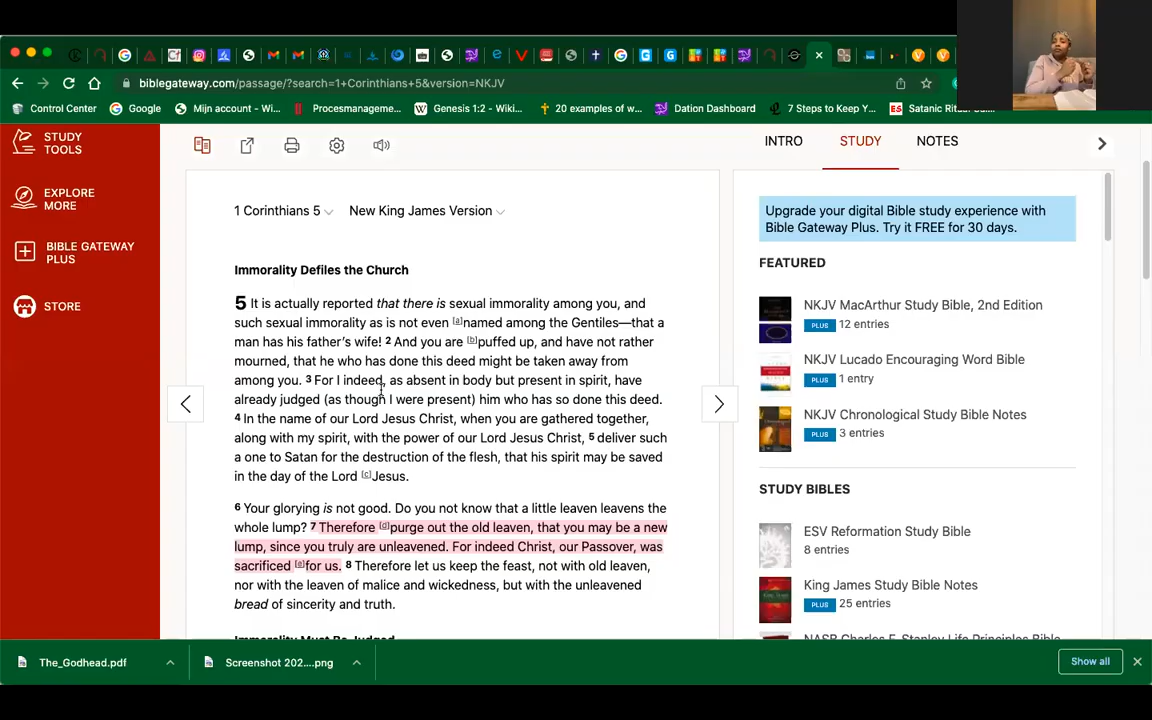 biblegateway.com/passage/?search=1+Corinthians+5&version=NKJV
Control Center
Google
Mijn account - Wi...
Procesmanageme...
Genesis 1:2 - Wiki...
20 examples of w...
Dation Dashboard
7 Steps to Keep Y...
STUDY
TOOLS
EXPLORE
MORE
BIBLE GATEWAY
PLUS
STORE
1 Corinthians 5
New King James Version
Immorality Defiles the Church
5 It is actually reported that there is sexual immorality among you, and
such sexual immorality as is not even [a]named among the Gentiles—that a
man has his father's wife! 2 And you are [b]puffed up, and have not rather
mourned, that he who has done this deed might be taken away from
among you. 3 For I indeed, as absent in body but present in spirit, have
already judged (as though I were present) him who has so done this deed.
4 In the name of our Lord Jesus Christ, when you are gathered together,
along with my spirit, with the power of our Lord Jesus Christ, 5 deliver such
a one to Satan for the destruction of the flesh, that his spirit may be saved
in the day of the Lord [c]Jesus.
6 Your glorying is not good. Do you not know that a little leaven leavens the
whole lump? 7 Therefore [d]purge out the old leaven, that you may be a new
lump, since you truly are unleavened. For indeed Christ, our Passover, was
sacrificed [e]for us. 8 Therefore let us keep the feast, not with old leaven,
nor with the leaven of malice and wickedness, but with the unleavened
bread of sincerity and truth.
Immorality Must Be Judged
INTRO
STUDY
NOTES
Upgrade your digital Bible study experience with
Bible Gateway Plus. Try it FREE for 30 days.
FEATURED
NKJV MacArthur Study Bible, 2nd Edition
PLUS 12 entries
NKJV Lucado Encouraging Word Bible
PLUS 1 entry
NKJV Chronological Study Bible Notes
PLUS 3 entries
STUDY BIBLES
ESV Reformation Study Bible
8 entries
King James Study Bible Notes
PLUS 25 entries
NASB Charles F. Stanley Life Principles Bible
The_Godhead.pdf
Screenshot 202....png
Show all